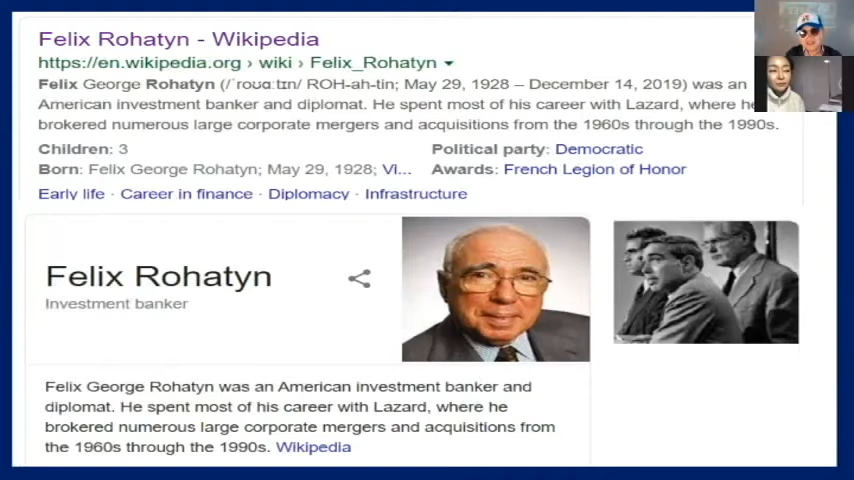 Felix Rohatyn - Wikipedia
https://en.wikipedia.org › wiki › Felix_Rohatyn
Felix George Rohatyn (/ˈroʊɑːtɪn/ ROH-ah-tin; May 29, 1928 – December 14, 2019) was an
American investment banker and diplomat. He spent most of his career with Lazard, where he
brokered numerous large corporate mergers and acquisitions from the 1960s through the 1990s.
Children: 3 Political party: Democratic
Born: Felix George Rohatyn; May 29, 1928; Vi... Awards: French Legion of Honor
Early life · Career in finance · Diplomacy · Infrastructure
Felix Rohatyn
Investment banker
Felix George Rohatyn was an American investment banker and
diplomat. He spent most of his career with Lazard, where he
brokered numerous large corporate mergers and acquisitions from
the 1960s through the 1990s. Wikipedia